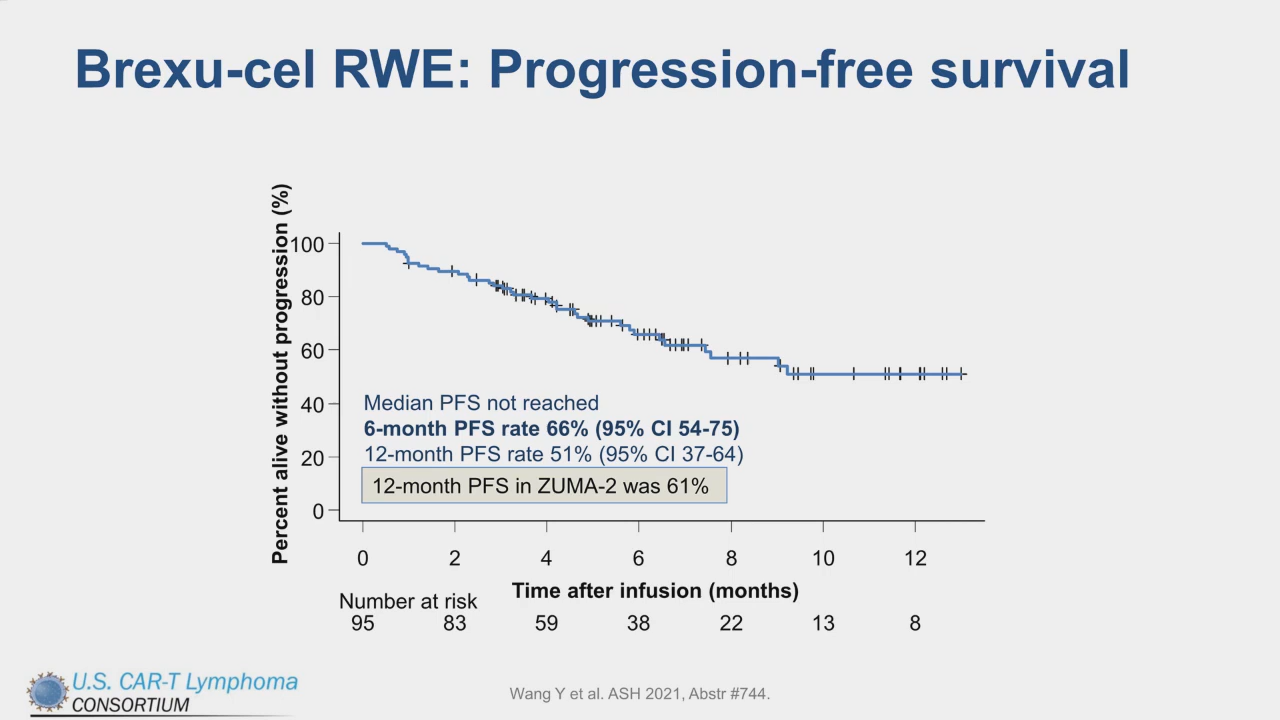 Brexu-cel RWE: Progression-free survival
Percent alive without progression (%)
100
80
60
40
20
0
Median PFS not reached
6-month PFS rate 66% (95% CI 54-75)
12-month PFS rate 51% (95% CI 37-64)
12-month PFS in ZUMA-2 was 61%
0 2 4 6 8 10 12
Time after infusion (months)
Number at risk
95 83 59 38 22 13 8
U.S. CAR-T Lymphoma
CONSORTIUM
Wang Y et al. ASH 2021, Abstr #744.